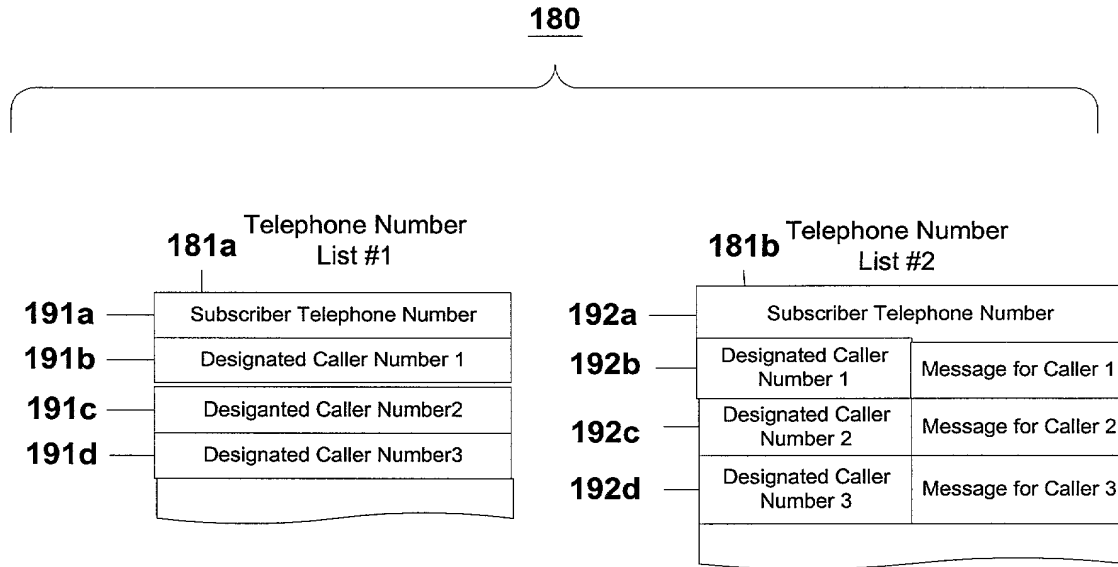 180
Telephone Number
List #1
181a
191a
Subscriber Telephone Number
191b
Designated Caller Number 1
191c
Desiganted Caller Number2
191d
Designated Caller Number3
Telephone Number
List #2
181b
192a
Subscriber Telephone Number
192b
Designated Caller
Number 1
Message for Caller 1
192c
Designated Caller
Number 2
Message for Caller 2
192d
Designated Caller
Number 3
Message for Caller 3